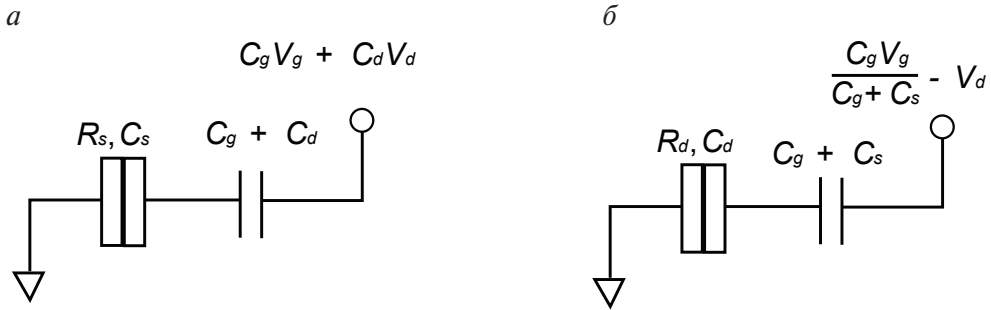 а
б
CgVg + CdVd
CgVg
Cg + Cs
- Vd
Rs, Cs
Cg + Cd
Rd, Cd
Cg + Cs